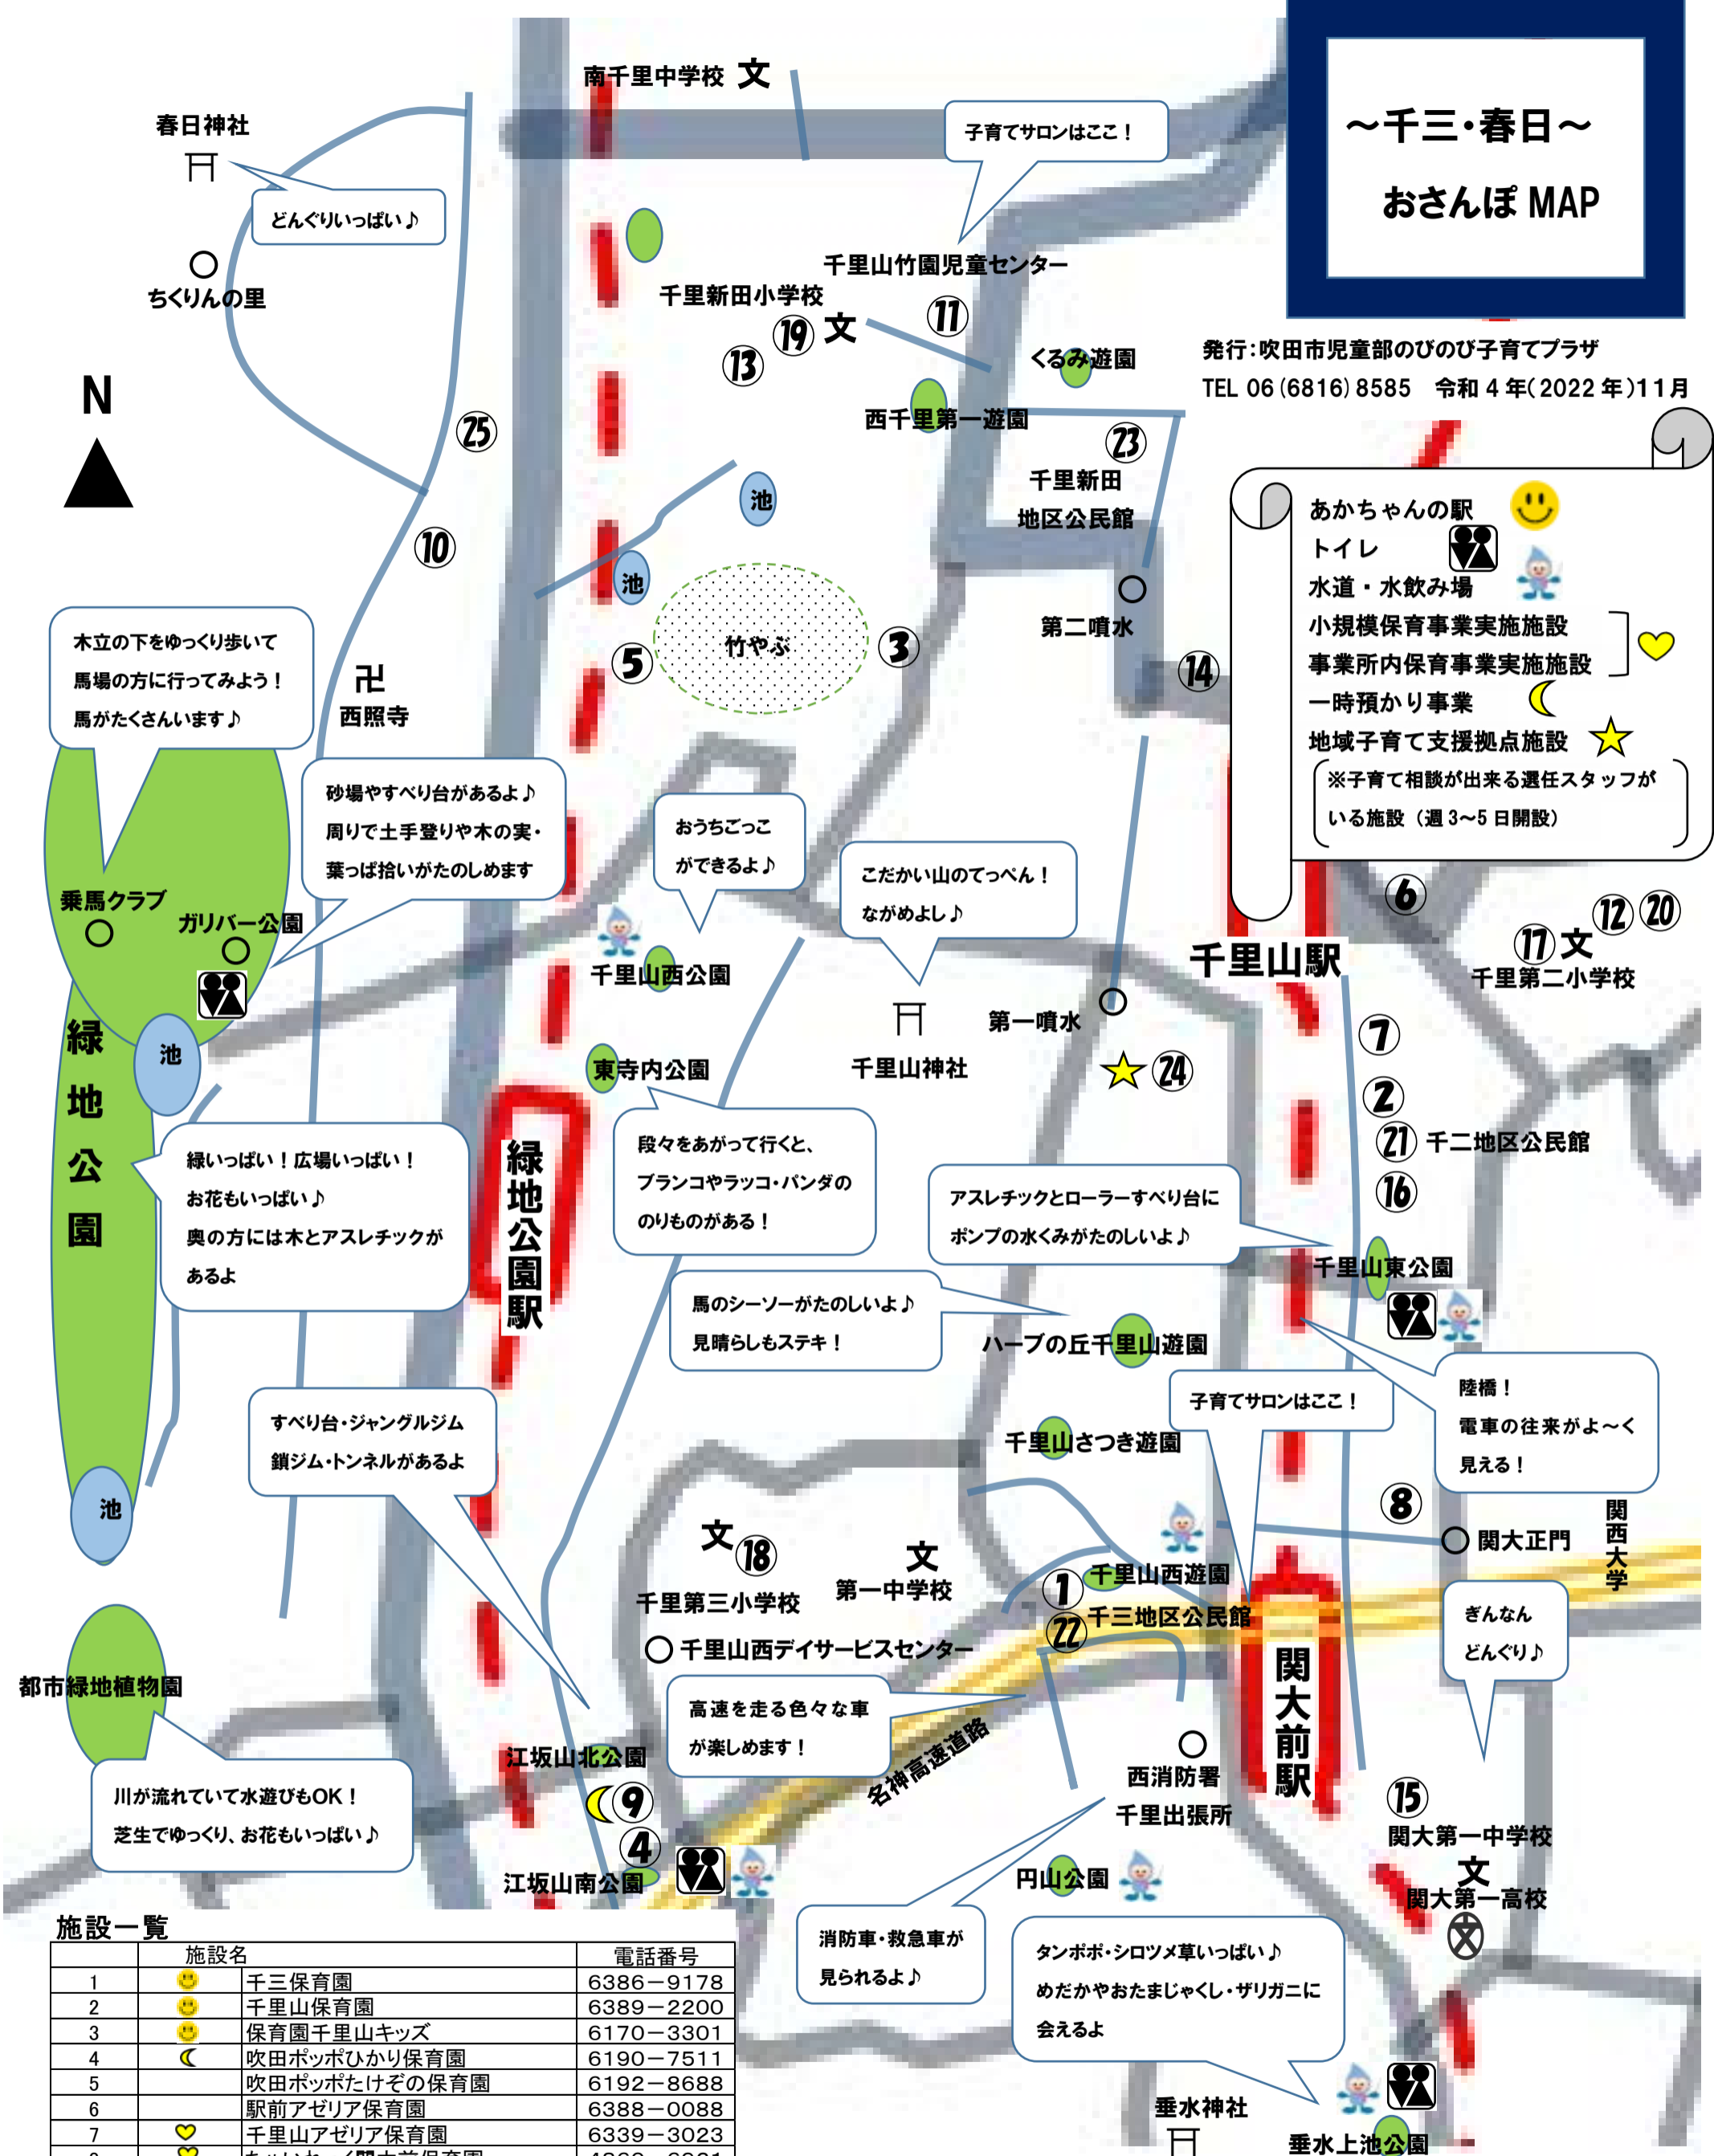 ～千三・春日～
おさんぽ MAP
発行：吹田市児童部のびのび子育てプラザ
TEL 06（6816）8585　令和 4 年（2022 年）11月
あかちゃんの駅
トイレ
水道・水飲み場
小規模保育事業実施施設
事業所内保育事業実施施設
一時預かり事業
地域子育て支援拠点施設
※子育て相談が出来る選任スタッフが
いる施設（週 3～5 日開設）
南千里中学校 文
春日神社
どんぐりいっぱい♪
ちくりんの里
N
子育てサロンはここ！
千里山竹園児童センター
⑪
千里新田小学校
⑲ 文
⑬
くるみ遊園
西千里第一遊園
㉓
千里新田
地区公民館
㉕
⑩
池
池
竹やぶ
⑤
③
第二噴水
⑭
木立の下をゆっくり歩いて
馬場の方に行ってみよう！
馬がたくさんいます♪
卍
西照寺
砂場やすべり台があるよ♪
周りで土手登りや木の実・
葉っぱ拾いがたのしめます
おうちごっこ
ができるよ♪
こだかい山のてっぺん！
ながめよし♪
乗馬クラブ
ガリバー公園
千里山西公園
千里山駅
⑥
⑫ ⑳
⑰ 文
千里第二小学校
緑地公園
池
東寺内公園
千里山神社
第一噴水
㉔
⑦
②
㉑ 千二地区公民館
⑯
緑いっぱい！広場いっぱい！
お花もいっぱい♪
奥の方には木とアスレチックが
あるよ
緑地公園駅
段々をあがって行くと、
ブランコやラッコ・パンダの
のりものがある！
アスレチックとローラーすべり台に
ポンプの水くみがたのしいよ♪
千里山東公園
馬のシーソーがたのしいよ♪
見晴らしもステキ！
ハーブの丘千里山遊園
子育てサロンはここ！
陸橋！
電車の往来がよ～く
見える！
すべり台・ジャングルジム
鎖ジム・トンネルがあるよ
千里山さつき遊園
池
⑧
関大正門
関西大学
文 ⑱
千里第三小学校
文
第一中学校
① 千里山西遊園
㉒ 千三地区公民館
千里山西デイサービスセンター
ぎんなん
どんぐり♪
関大前駅
都市緑地植物園
高速を走る色々な車
が楽しめます！
名神高速道路
江坂山北公園
⑨
④
江坂山南公園
西消防署
千里出張所
川が流れていて水遊びもOK！
芝生でゆっくり、お花もいっぱい♪
⑮
関大第一中学校
文
関大第一高校
円山公園
消防車・救急車が
見られるよ♪
タンポポ・シロツメ草いっぱい♪
めだかやおたまじゃくし・ザリガニに
会えるよ
垂水神社
垂水上池公園
施設一覧
施設名 電話番号
1 千三保育園 6386－9178
2 千里山保育園 6389－2200
3 保育園千里山キッズ 6170－3301
4 吹田ポッポひかり保育園 6190－7511
5 吹田ポッポたけぞの保育園 6192－8688
6 駅前アゼリア保育園 6388－0088
7 千里山アゼリア保育園 6339－3023